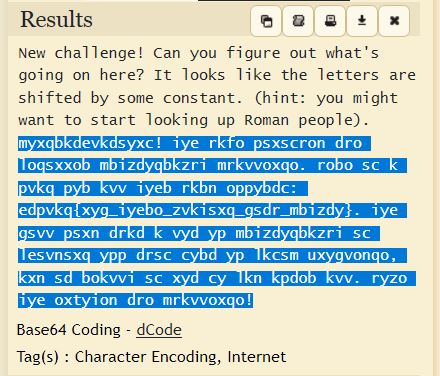 Results
New challenge! Can you figure out what's
going on here? It looks like the letters are
shifted by some constant. (hint: you might
want to start looking up Roman people).
myxqbkdevkdsyxc! iye rkfo psxscron dro
loqsxxob mbizdyqbkzri mrkvvoxqo. robo sc k
pvkq pyb kvv iyeb rkbn oppybdc:
edpvkq{xyg_iyebo_zvkisxq_gsdr_mbizdy}. iye
gsvv psxn drkd k vyd yp mbizdyqbkzri sc
lesvnsxq ypp drsc cybd yp lkcsm uxygvonqo,
kxn sd bokvvi sc xyd cy lkn kpdob kvv. ryzo
iye oxtyion dro mrkvvoxqo!
Base64 Coding - dCode
Tag(s) : Character Encoding, Internet